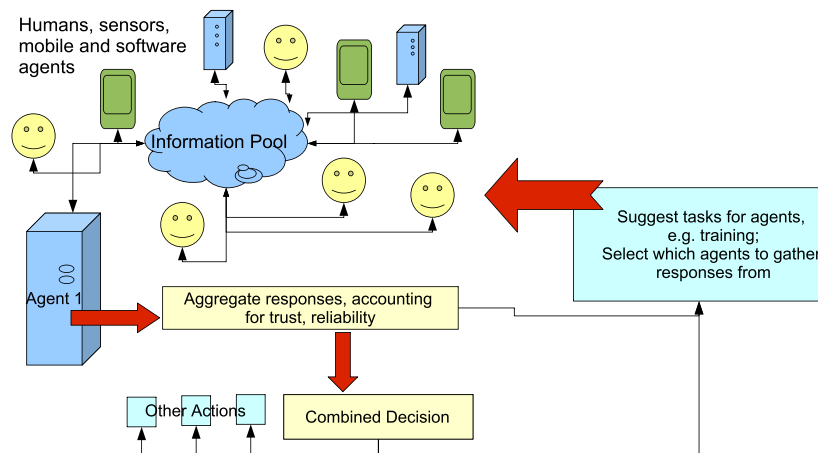 Humans, sensors,
mobile and software
agents
Information Pool
Suggest tasks for agents,
e.g. training;
Select which agents to gather
responses from
Agent 1
Aggregate responses, accounting
for trust, reliability
Other Actions
Combined Decision